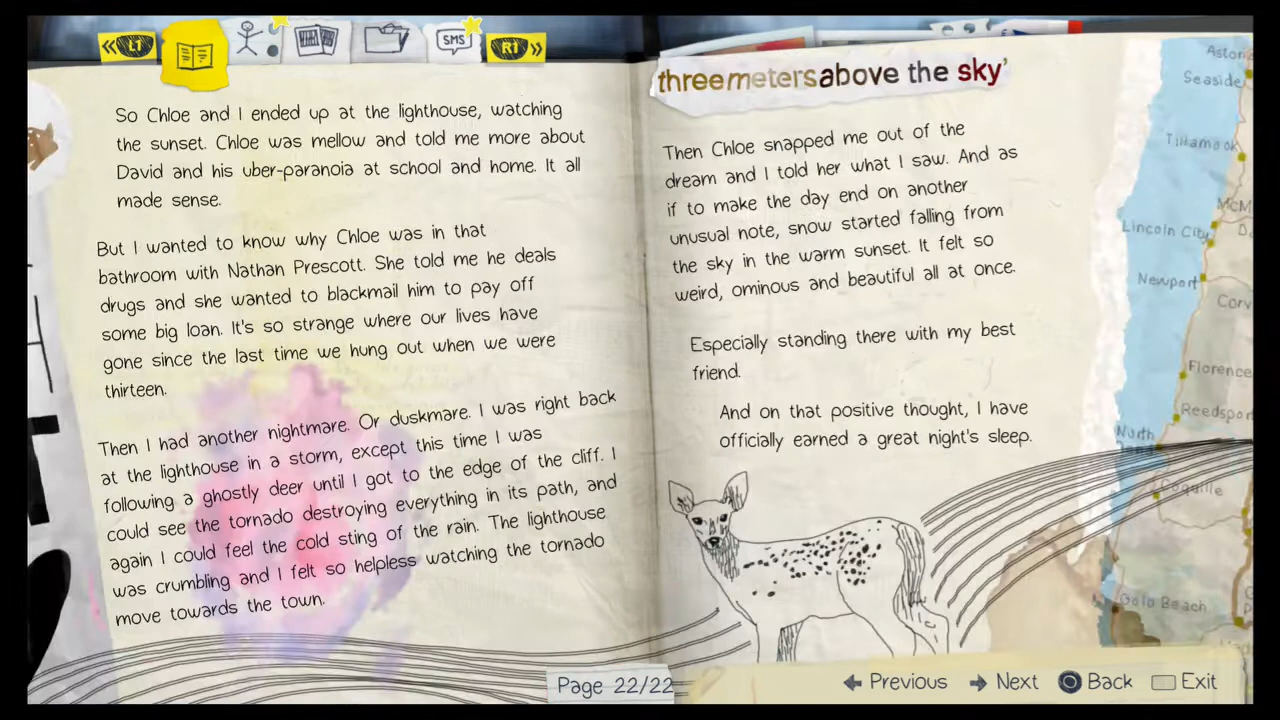 L1
SMS
R1
So Chloe and I ended up at the lighthouse, watching
the sunset. Chloe was mellow and told me more about
David and his uber-paranoia at school and home. It all
made sense.
But I wanted to know why Chloe was in that
bathroom with Nathan Prescott. She told me he deals
drugs and she wanted to blackmail him to pay off
some big loan. It's so strange where our lives have
gone since the last time we hung out when we were
thirteen.
Then I had another nightmare. Or duskmare. I was right back
at the lighthouse in a storm, except this time I was
following a ghostly deer until I got to the edge of the cliff. I
could see the tornado destroying everything in its path, and
again I could feel the cold sting of the rain. The lighthouse
was crumbling and I felt so helpless watching the tornado
move towards the town.
threemetersabove the sky'
Then Chloe snapped me out of the
dream and I told her what I saw. And as
if to make the day end on another
unusual note, snow started falling from
the sky in the warm sunset. It felt so
weird, ominous and beautiful all at once.
Especially standing there with my best
friend.
And on that positive thought, I have
officially earned a great night's sleep.
Seaside
Tillamook
Lincoln City
Newport
Florence
Reedsport
North
Coquille
Gold Beach
Page 22/22
Previous
Next
Back
Exit